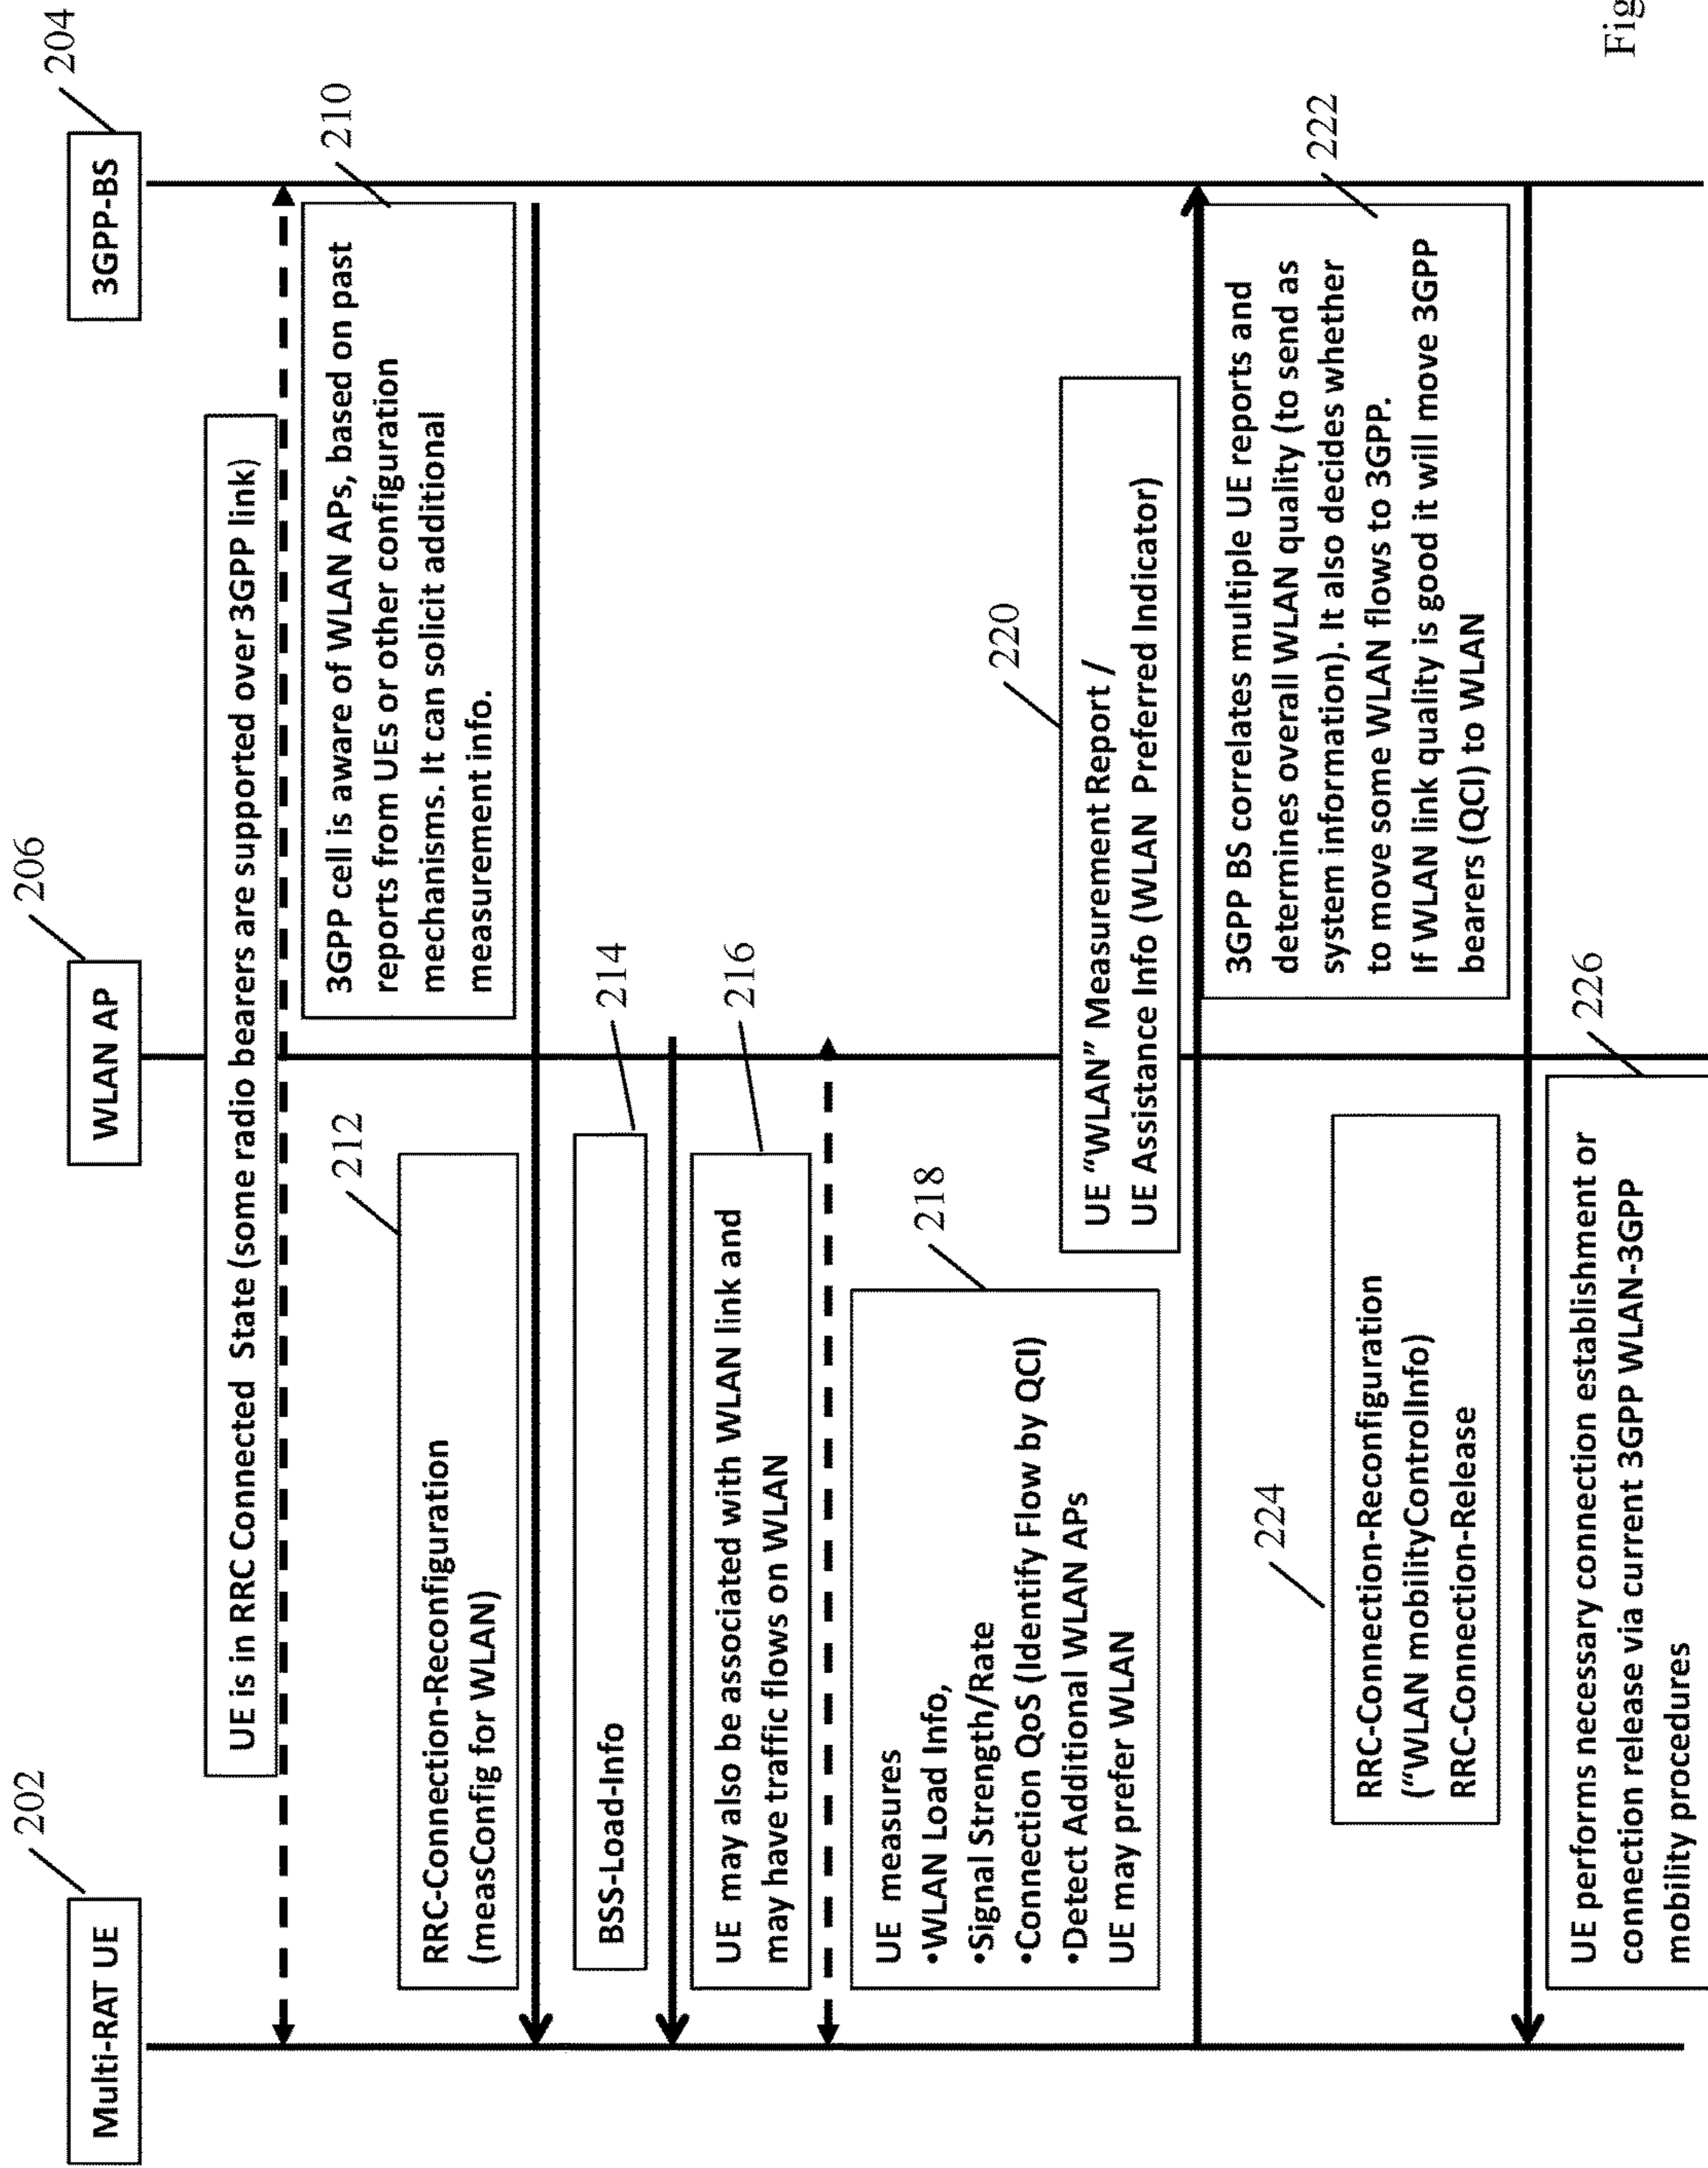 202
206
204
Multi-RAT UE
WLAN AP
3GPP-BS
UE is in RRC Connected State (some radio bearers are supported over 3GPP link)
210
3GPP cell is aware of WLAN APs, based on past
reports from UEs or other configuration
mechanisms. It can solicit additional
measurement info.
212
RRC-Connection-Reconfiguration
(measConfig for WLAN)
214
BSS-Load-Info
216
UE may also be associated with WLAN link and
may have traffic flows on WLAN
218
UE measures
•WLAN Load Info,
•Signal Strength/Rate
•Connection QoS (Identify Flow by QCI)
•Detect Additional WLAN APs
UE may prefer WLAN
220
UE “WLAN” Measurement Report /
UE Assistance Info (WLAN Preferred Indicator)
222
3GPP BS correlates multiple UE reports and
determines overall WLAN quality (to send as
system information). It also decides whether
to move some WLAN flows to 3GPP.
If WLAN link quality is good it will move 3GPP
bearers (QCI) to WLAN
224
RRC-Connection-Reconfiguration
(“WLAN mobilityControlInfo)
RRC-Connection-Release
226
UE performs necessary connection establishment or
connection release via current 3GPP WLAN-3GPP
mobility procedures
Fig